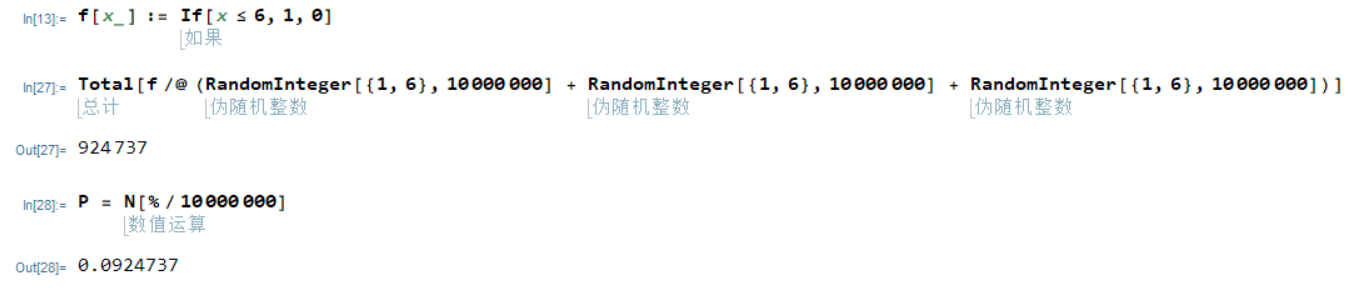 In[13]:= f[x_] := If[x ≤ 6, 1, 0]
如果
In[27]:= Total[f /@ (RandomInteger[{1, 6}, 10000000] + RandomInteger[{1, 6}, 10000000] + RandomInteger[{1, 6}, 10000000])]
总计 伪随机整数 伪随机整数 伪随机整数
Out[27]= 924737
In[28]:= P = N[% / 10000000]
数值运算
Out[28]= 0.0924737